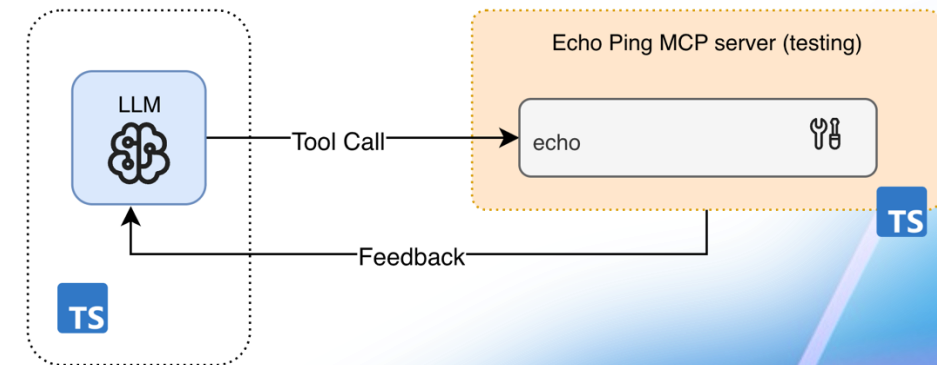 Echo Ping MCP server (testing)
LLM
Tool Call
echo
Feedback
TS
TS